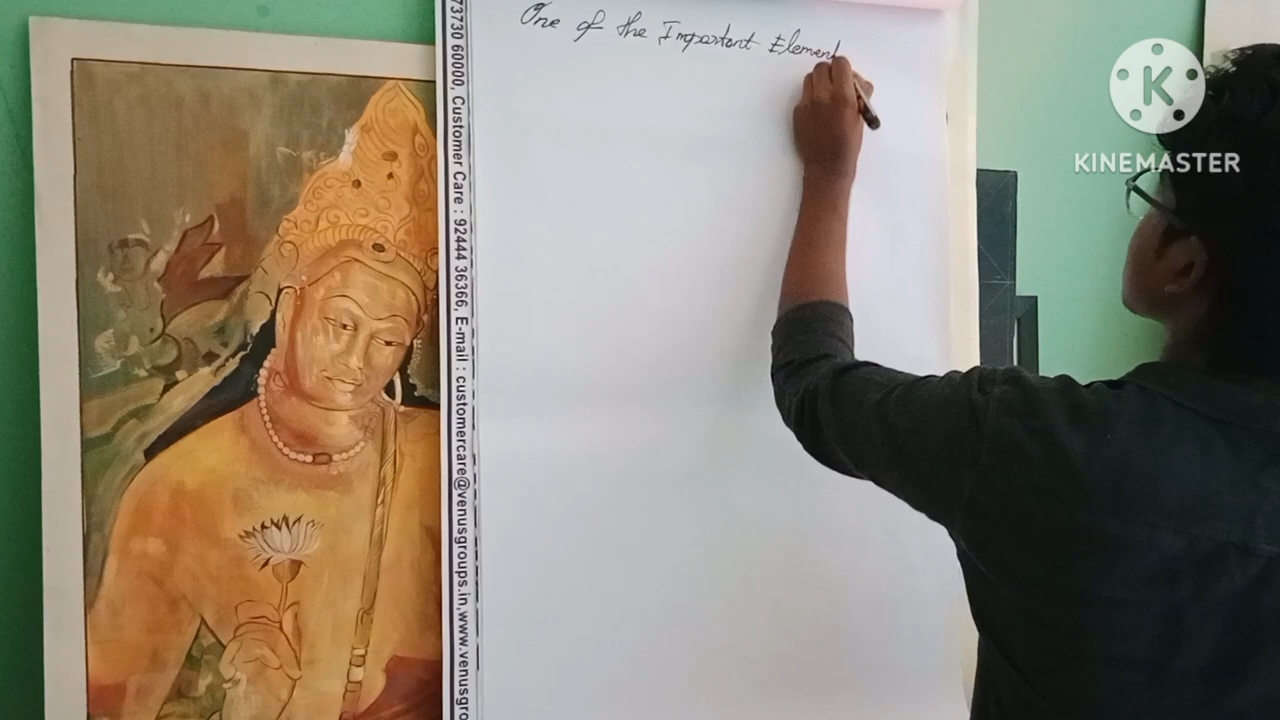 One of the Important Element
73730 60000, Customer Care : 92444 36366, E-mail : customercare@venusgroups.in,www.venusgro
K
KINEMASTER